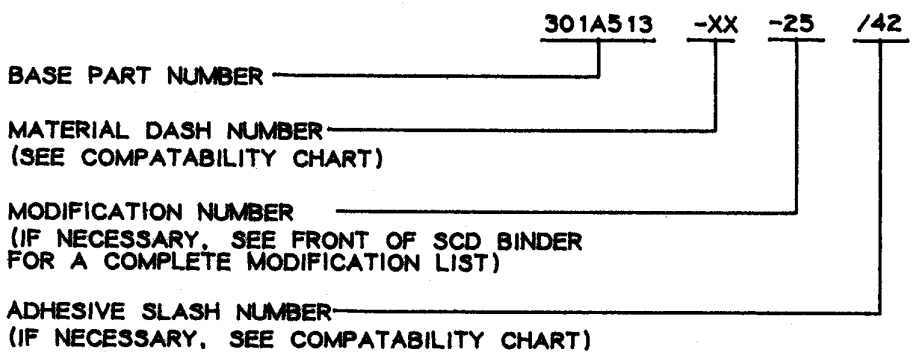 301A513 -XX -25 /42
BASE PART NUMBER
MATERIAL DASH NUMBER
(SEE COMPATABILITY CHART)
MODIFICATION NUMBER
(IF NECESSARY, SEE FRONT OF SCD BINDER
FOR A COMPLETE MODIFICATION LIST)
ADHESIVE SLASH NUMBER
(IF NECESSARY, SEE COMPATABILITY CHART)